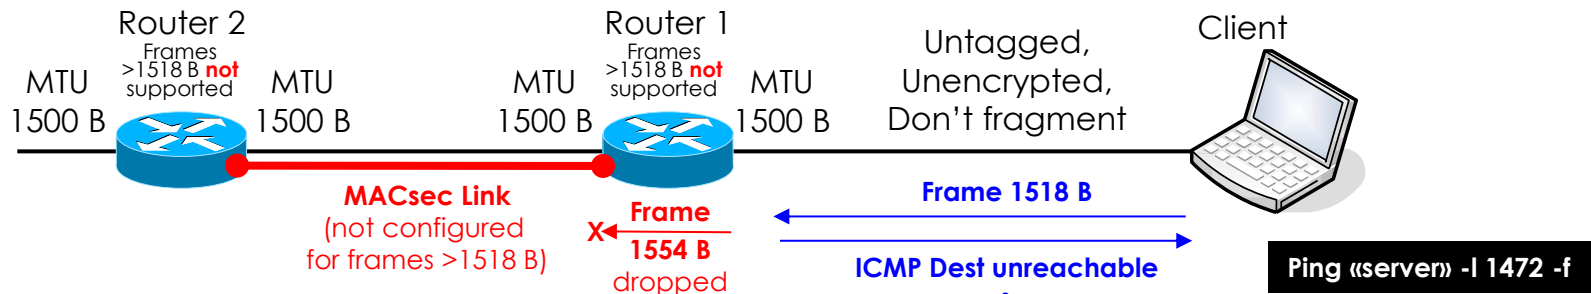 Router 2
Frames
>1518 B not
supported
MTU
1500 B
MTU
1500 B
Router 1
Frames
>1518 B not
supported
MTU
1500 B
MTU
1500 B
Untagged,
Unencrypted,
Don't fragment
Client
MACsec Link
(not configured
for frames >1518 B)
X
Frame
1554 B
dropped
Frame 1518 B
ICMP Dest unreachable
Ping «server» -l 1472 -f